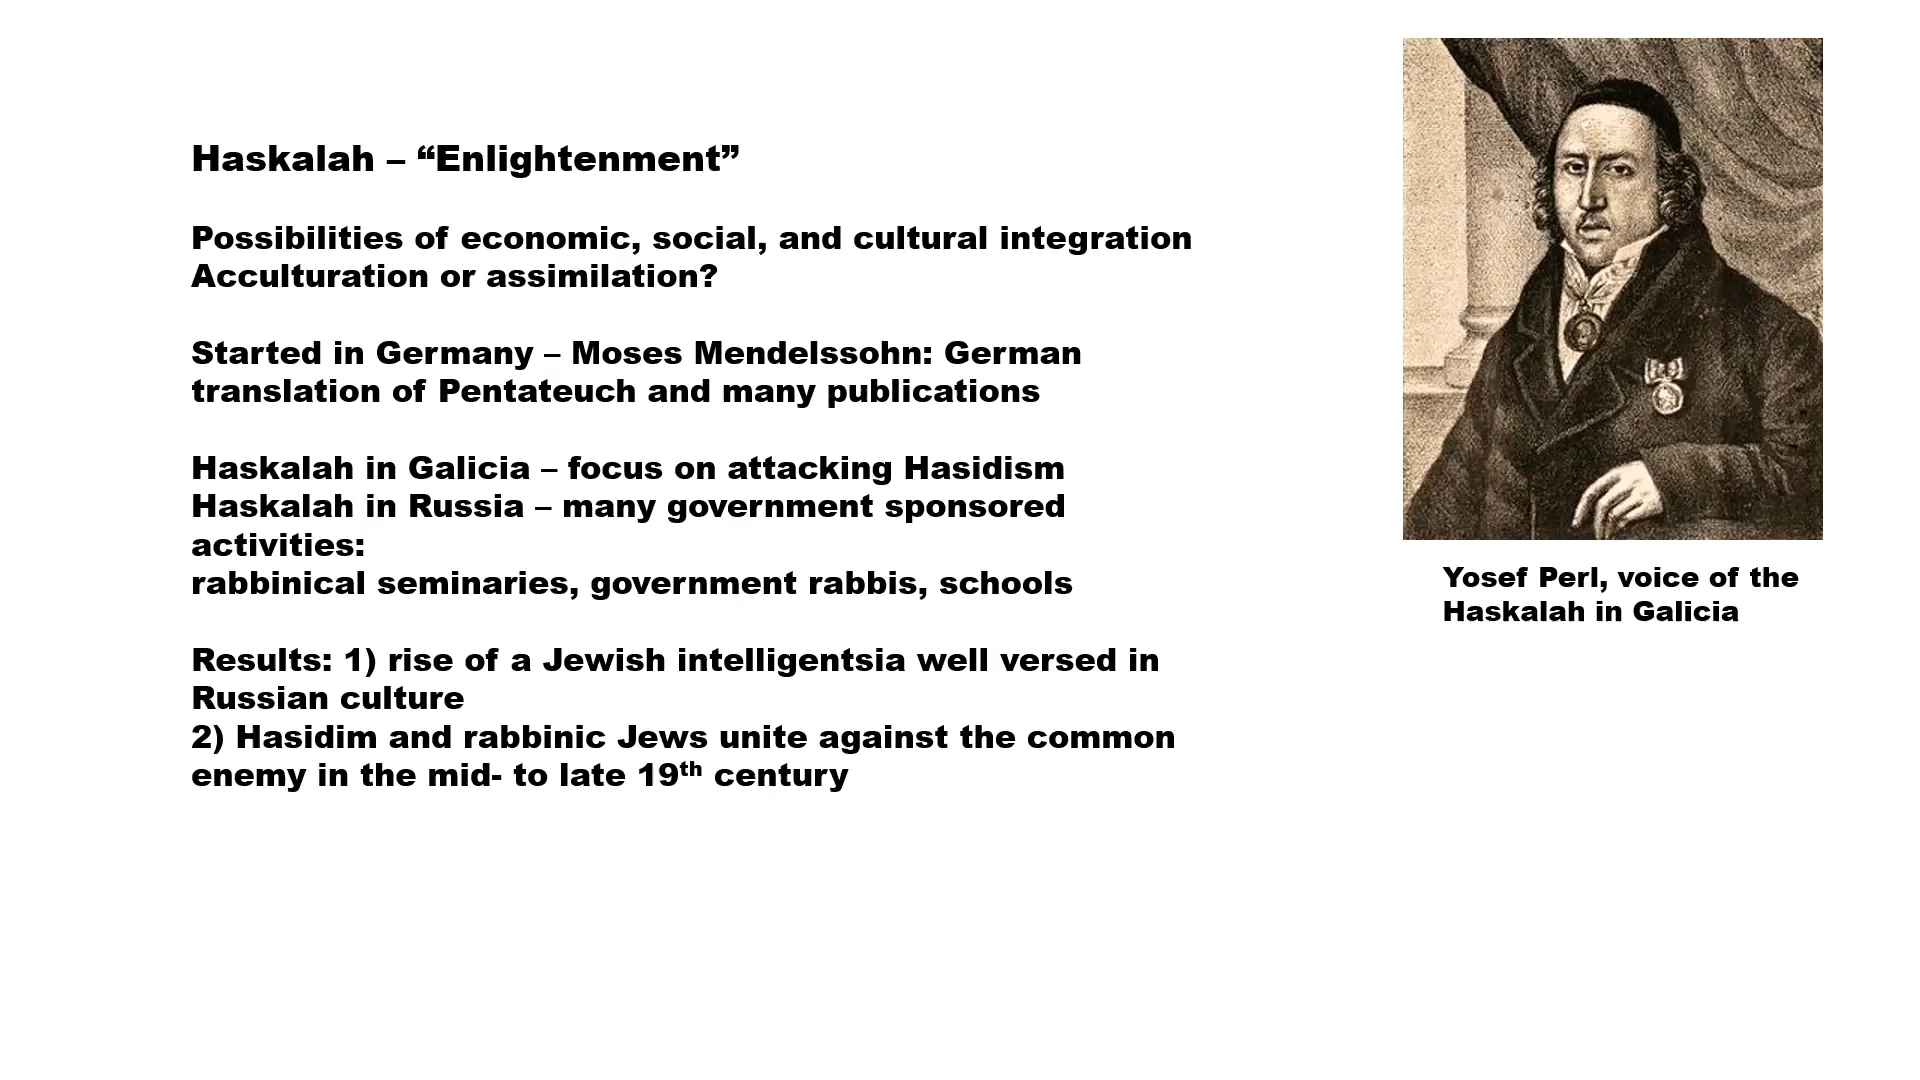 Haskalah – “Enlightenment”
Possibilities of economic, social, and cultural integration
Acculturation or assimilation?
Started in Germany – Moses Mendelssohn: German
translation of Pentateuch and many publications
Haskalah in Galicia – focus on attacking Hasidism
Haskalah in Russia – many government sponsored
activities:
rabbinical seminaries, government rabbis, schools
Results: 1) rise of a Jewish intelligentsia well versed in
Russian culture
2) Hasidim and rabbinic Jews unite against the common
enemy in the mid- to late 19th century
Yosef Perl, voice of the
Haskalah in Galicia